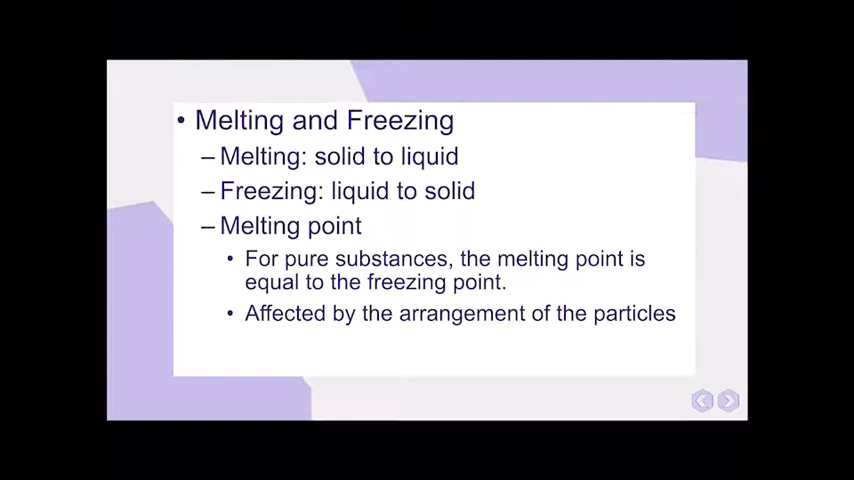 • Melting and Freezing
– Melting: solid to liquid
– Freezing: liquid to solid
– Melting point
• For pure substances, the melting point is
equal to the freezing point.
• Affected by the arrangement of the particles